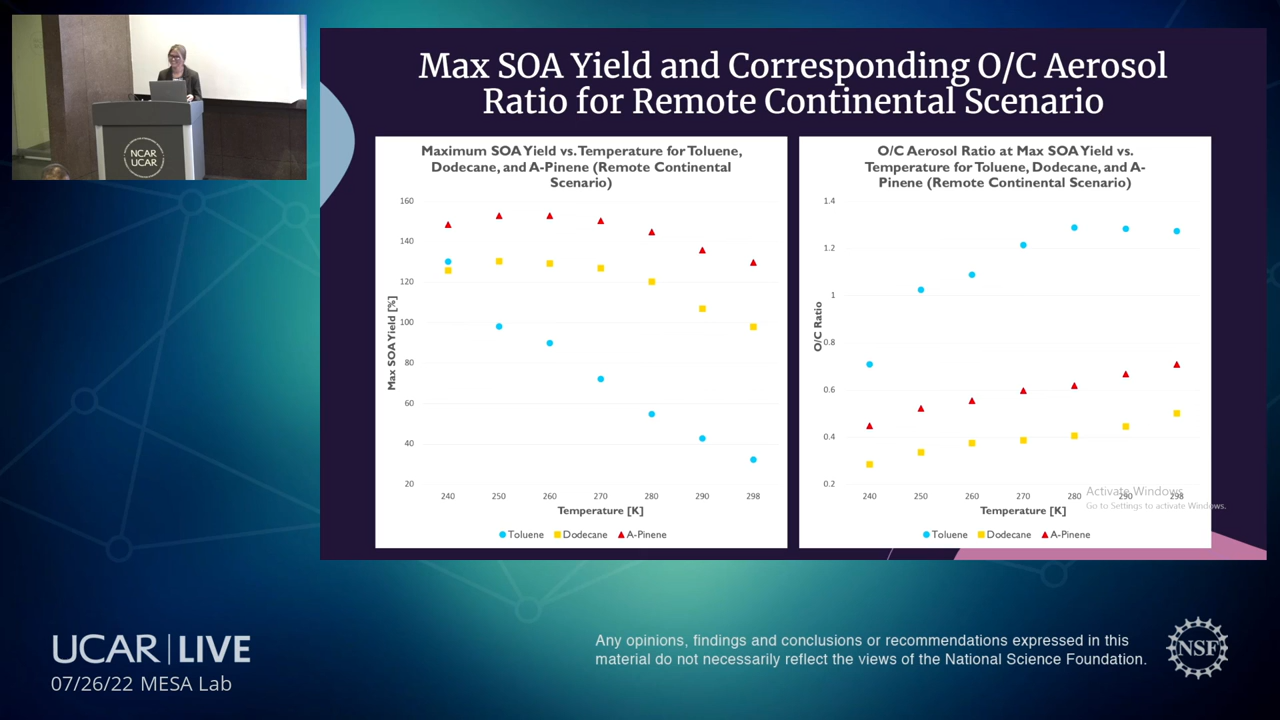 NCAR
UCAR
Max SOA Yield and Corresponding O/C Aerosol
Ratio for Remote Continental Scenario
Maximum SOA Yield vs. Temperature for Toluene,
Dodecane, and A-Pinene (Remote Continental
Scenario)
160
140
120
100
80
60
40
20
Max SOA Yield [%]
240 250 260 270 280 290 298
Temperature [K]
Toluene Dodecane A-Pinene
O/C Aerosol Ratio at Max SOA Yield vs.
Temperature for Toluene, Dodecane, and A-
Pinene (Remote Continental Scenario)
1.4
1.2
1
0.8
0.6
0.4
0.2
O/C Ratio
240 250 260 270 280 290 298
Temperature [K]
Toluene Dodecane A-Pinene
Activate Windows
Go to Settings to activate Windows.
UCAR | LIVE
07/26/22 MESA Lab
Any opinions, findings and conclusions or recommendations expressed in this
material do not necessarily reflect the views of the National Science Foundation.
NSF